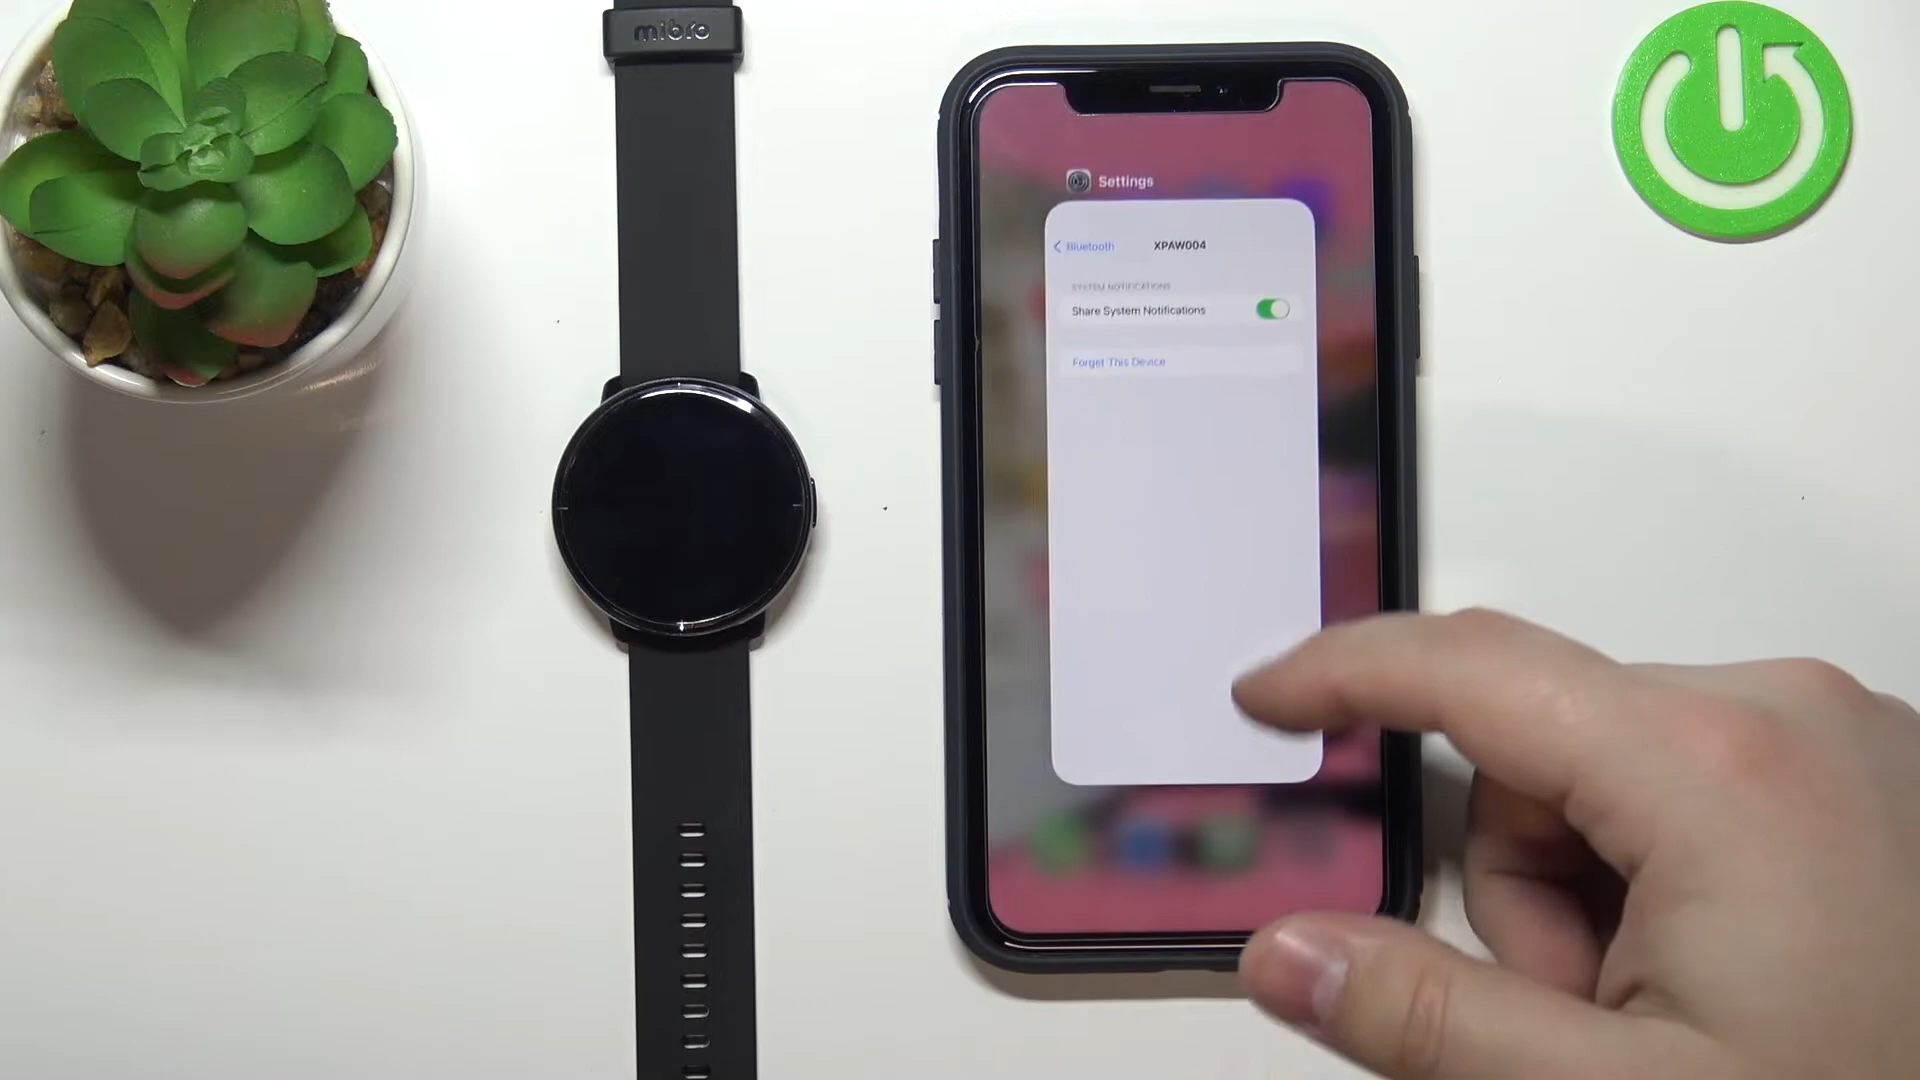 mibro
Settings
Bluetooth
XPAW004
SYSTEM NOTIFICATIONS
Share System Notifications
Forget This Device